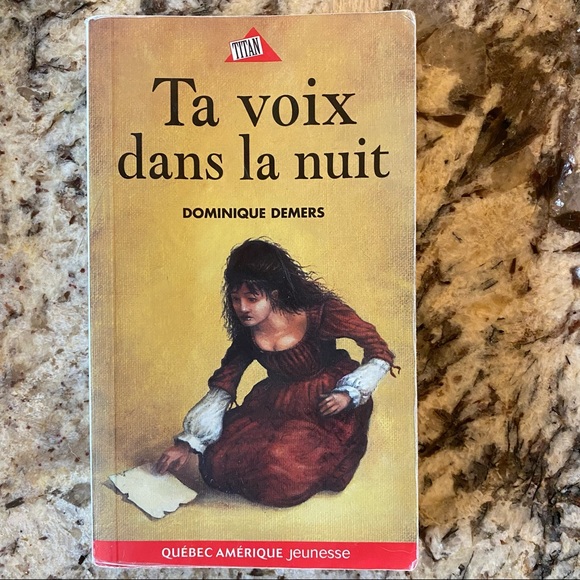 TITAN
Ta voix
dans la nuit
DOMINIQUE DEMERS
QUÉBEC AMÉRIQUE jeunesse